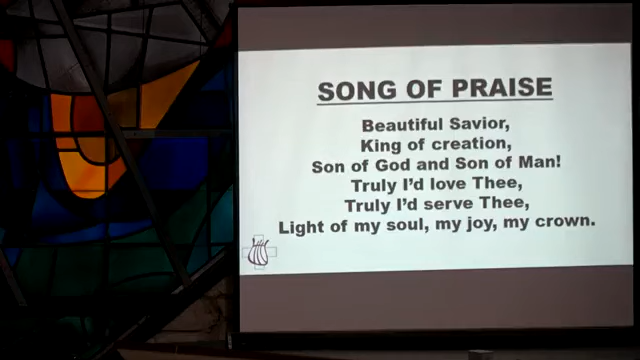 SONG OF PRAISE
Beautiful Savior,
King of creation,
Son of God and Son of Man!
Truly I'd love Thee,
Truly I'd serve Thee,
Light of my soul, my joy, my crown.